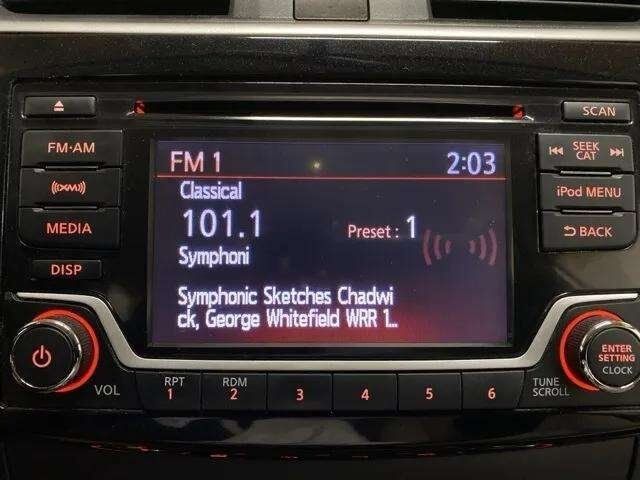 SCAN
FM·AM
FM 1 2:03
SEEK
CAT
Classical
XM
101.1 Preset : 1
iPod MENU
MEDIA
BACK
Symphoni
DISP
Symphonic Sketches Chadwi
ck, George Whitefield WRR 1...
ENTER
SETTING
CLOCK
VOL
RPT
1
RDM
2
3
4
5
6
TUNE
SCROLL